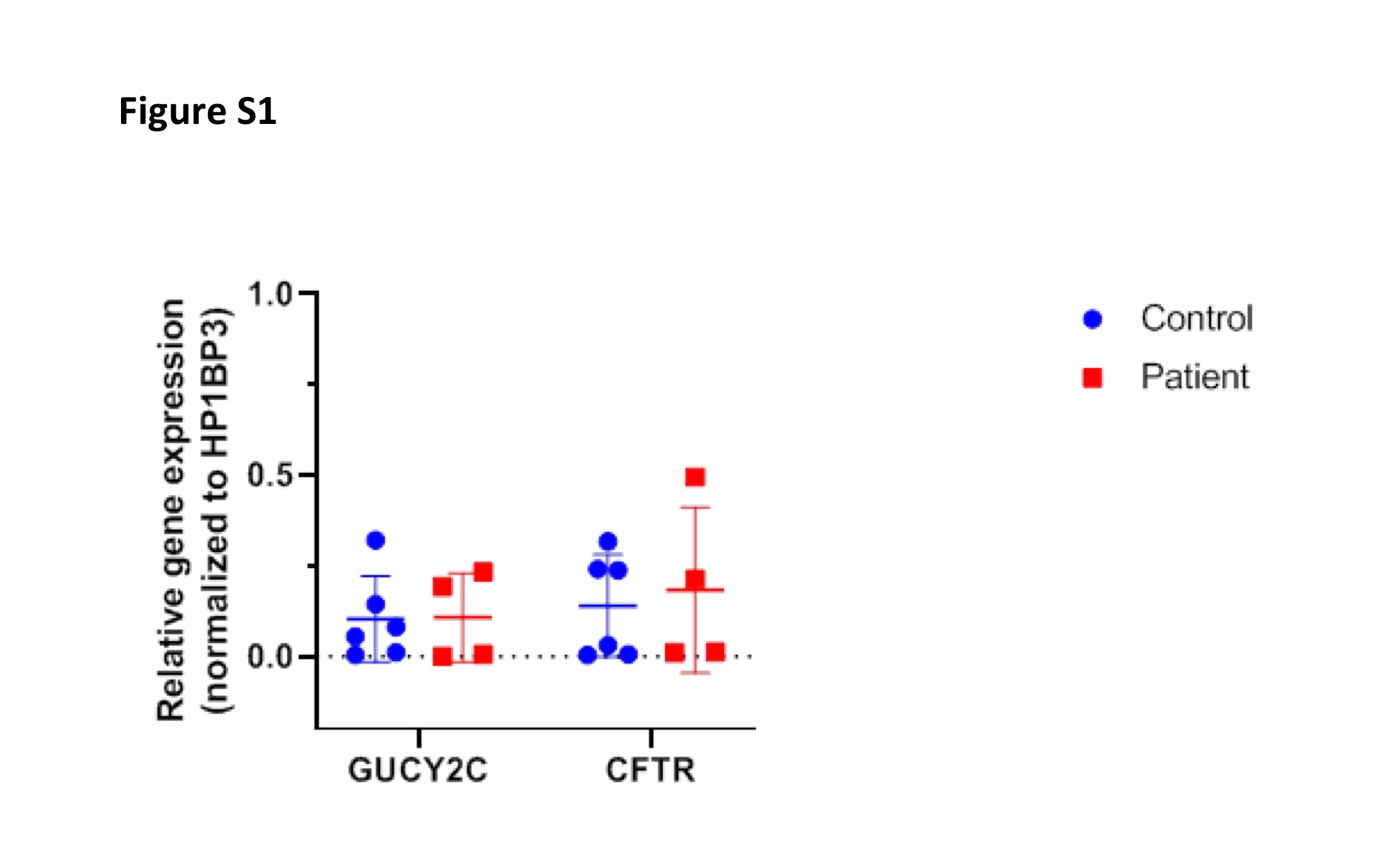 Figure S1
Relative gene expression
(normalized to HP1BP3)
1.0
0.5
0.0
GUCY2C
CFTR
Control
Patient